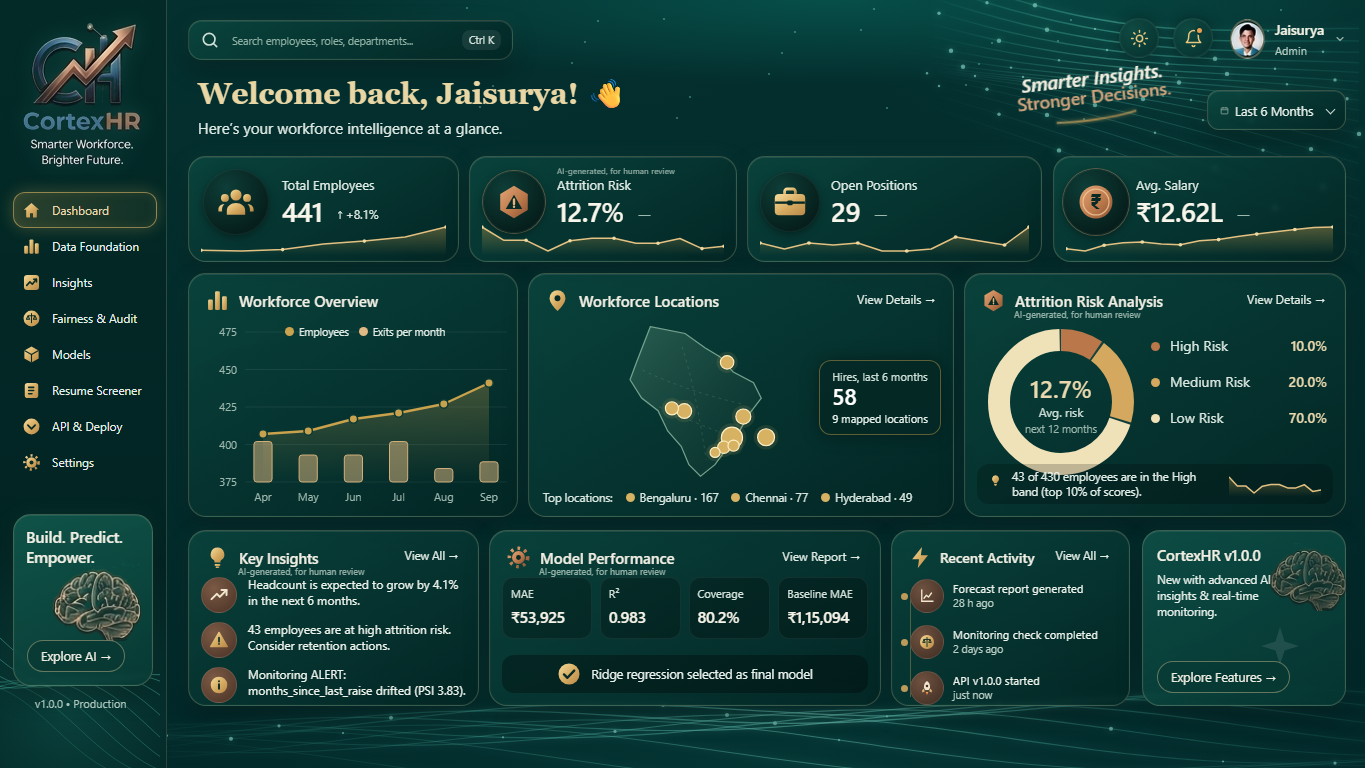 CH
CortexHR
Smarter Workforce.
Brighter Future.
Dashboard
Data Foundation
Insights
Fairness & Audit
Models
Resume Screener
API & Deploy
Settings
Build. Predict.
Empower.
Explore AI →
v1.0.0 • Production
Search employees, roles, departments...
Ctrl K
Jaisurya
Admin
Welcome back, Jaisurya! 👋
Here's your workforce intelligence at a glance.
Smarter Insights.
Stronger Decisions.
Last 6 Months
Total Employees
441 ↑ +8.1%
AI-generated, for human review
Attrition Risk
12.7% —
Open Positions
29 —
Avg. Salary
₹12.62L —
Workforce Overview
Employees Exits per month
475
450
425
400
375
Apr May Jun Jul Aug Sep
Workforce Locations
View Details →
Hires, last 6 months
58
9 mapped locations
Top locations: Bengaluru · 167 Chennai · 77 Hyderabad · 49
Attrition Risk Analysis
View Details →
AI-generated, for human review
12.7%
Avg. risk
next 12 months
High Risk 10.0%
Medium Risk 20.0%
Low Risk 70.0%
43 of 430 employees are in the High
band (top 10% of scores).
Key Insights
View All →
AI-generated, for human review
Headcount is expected to grow by 4.1%
in the next 6 months.
43 employees are at high attrition risk.
Consider retention actions.
Monitoring ALERT:
months_since_last_raise drifted (PSI 3.83).
Model Performance
View Report →
AI-generated, for human review
MAE
₹53,925
R²
0.983
Coverage
80.2%
Baseline MAE
₹1,15,094
Ridge regression selected as final model
Recent Activity
View All →
Forecast report generated
28 h ago
Monitoring check completed
2 days ago
API v1.0.0 started
just now
CortexHR v1.0.0
New with advanced AI
insights & real-time
monitoring.
Explore Features →